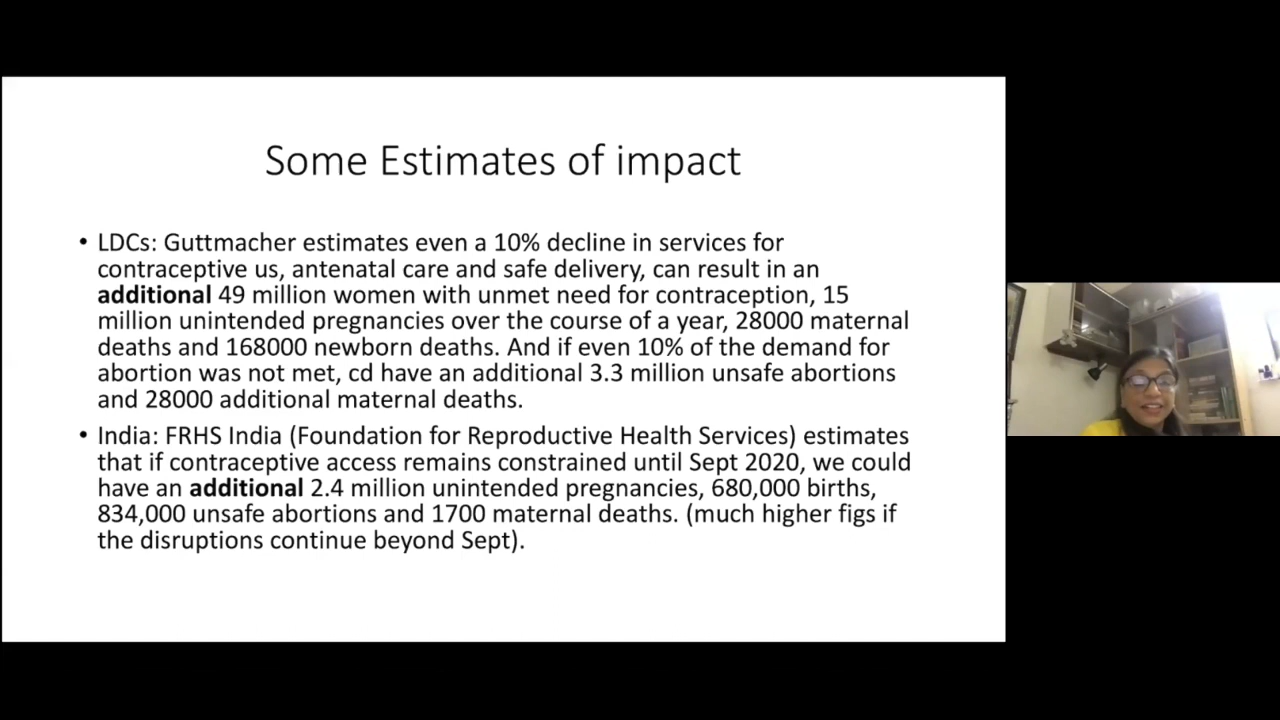 Some Estimates of impact
• LDCs: Guttmacher estimates even a 10% decline in services for
contraceptive us, antenatal care and safe delivery, can result in an
additional 49 million women with unmet need for contraception, 15
million unintended pregnancies over the course of a year, 28000 maternal
deaths and 168000 newborn deaths. And if even 10% of the demand for
abortion was not met, cd have an additional 3.3 million unsafe abortions
and 28000 additional maternal deaths.
• India: FRHS India (Foundation for Reproductive Health Services) estimates
that if contraceptive access remains constrained until Sept 2020, we could
have an additional 2.4 million unintended pregnancies, 680,000 births,
834,000 unsafe abortions and 1700 maternal deaths. (much higher figs if
the disruptions continue beyond Sept).